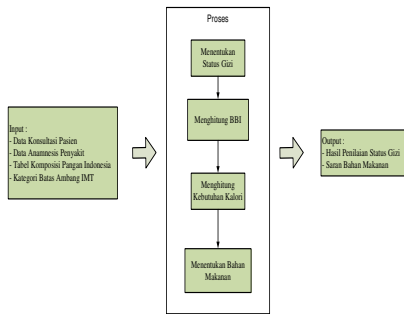 Proses
Menentukan
Status Gizi
Menghitung BBI
Menghitung
Kebutuhan Kalori
Menentukan Bahan
Makanan
Input :
- Data Konsultasi Pasien
- Data Anamnesis Penyakit
- Tabel Komposisi Pangan Indonesia
- Kategori Batas Ambang IMT
Output :
- Hasil Penilaian Status Gizi
- Saran Bahan Makanan